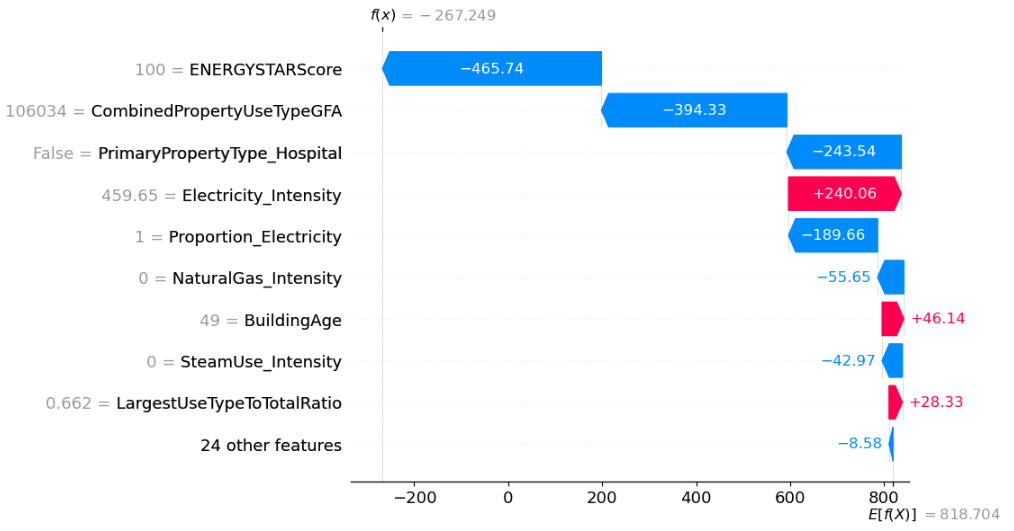 f(x) = −267.249
100 = ENERGYSTARScore
−465.74
106034 = CombinedPropertyUseTypeGFA
−394.33
False = PrimaryPropertyType_Hospital
−243.54
459.65 = Electricity_Intensity
+240.06
1 = Proportion_Electricity
−189.66
0 = NaturalGas_Intensity
−55.65
49 = BuildingAge
+46.14
0 = SteamUse_Intensity
−42.97
0.662 = LargestUseTypeToTotalRatio
+28.33
24 other features
−8.58
−200 0 200 400 600 800
E[f(X)] = 818.704